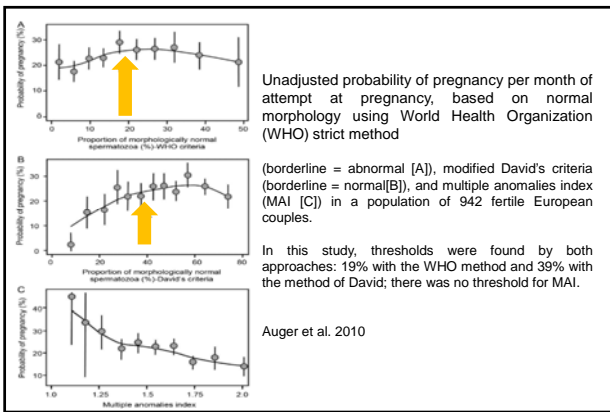 A
Probability of pregnancy (%)
30
20
10
0
0 10 20 30 40 50
Proportion of morphologically normal
spermatozoa (%)-WHO criteria
B
Probability of pregnancy (%)
30
20
10
0
0 20 40 60 80
Proportion of morphologically normal
spermatozoa (%)-David's criteria
C
Probability of pregnancy (%)
40
30
20
10
1.0 1.25 1.5 1.75 2.0
Multiple anomalies index
Unadjusted probability of pregnancy per month of
attempt at pregnancy, based on normal
morphology using World Health Organization
(WHO) strict method
(borderline = abnormal [A]), modified David's criteria
(borderline = normal[B]), and multiple anomalies index
(MAI [C]) in a population of 942 fertile European
couples.
In this study, thresholds were found by both
approaches: 19% with the WHO method and 39% with
the method of David; there was no threshold for MAI.
Auger et al. 2010